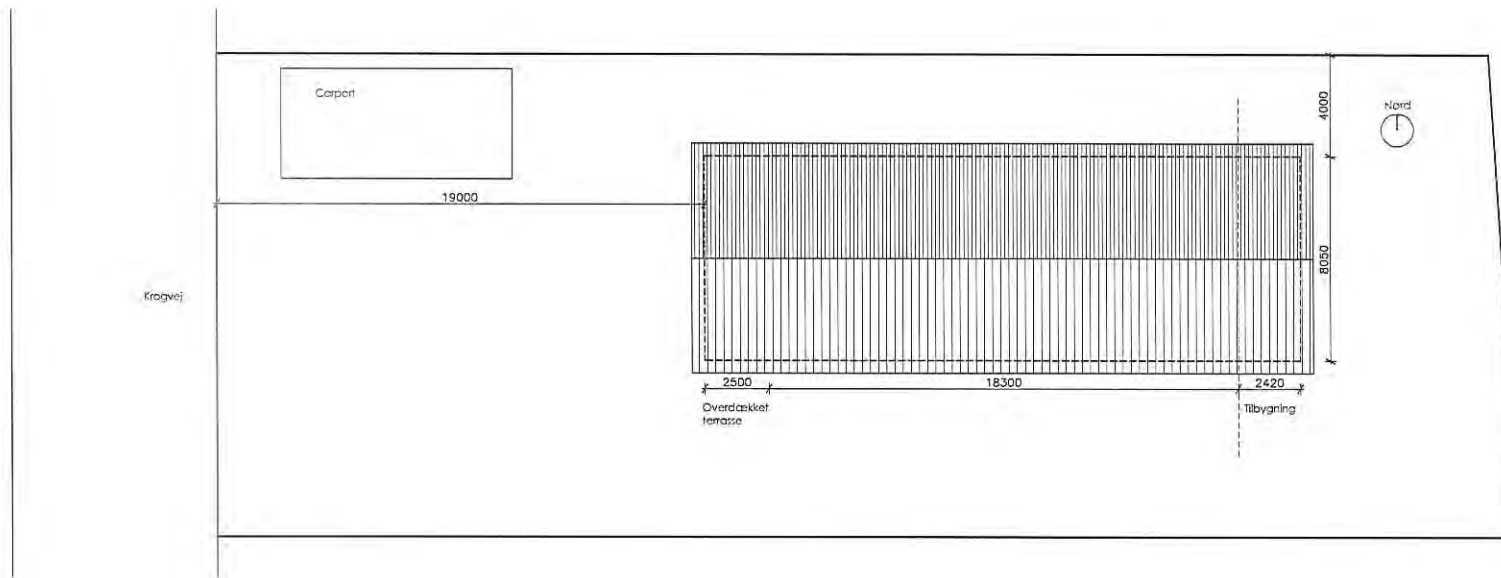 Carport
4000
Nord
19000
8050
Krogvej
2500
18300
2420
Overdækket
terrasse
Tilbygning